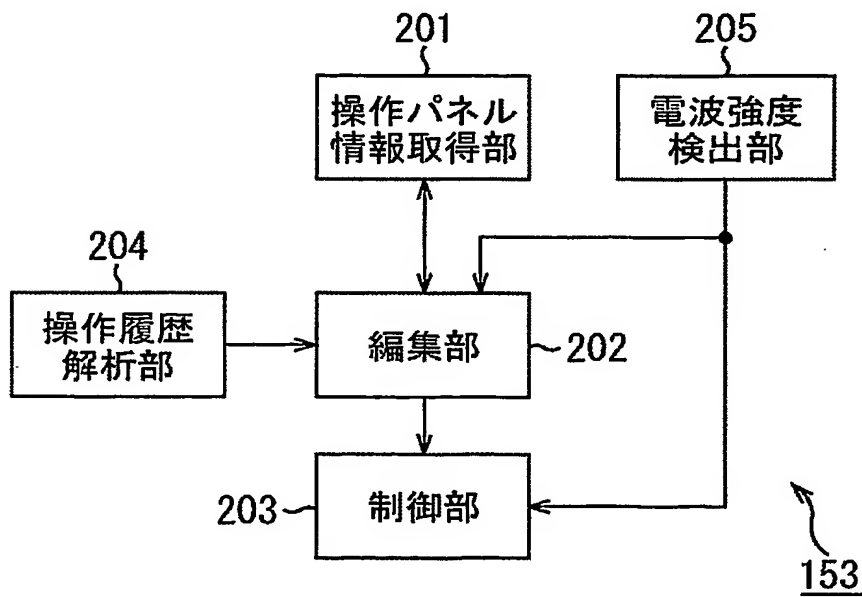 201
操作パネル
情報取得部
205
電波強度
検出部
204
操作履歴
解析部
編集部
202
203
制御部
153